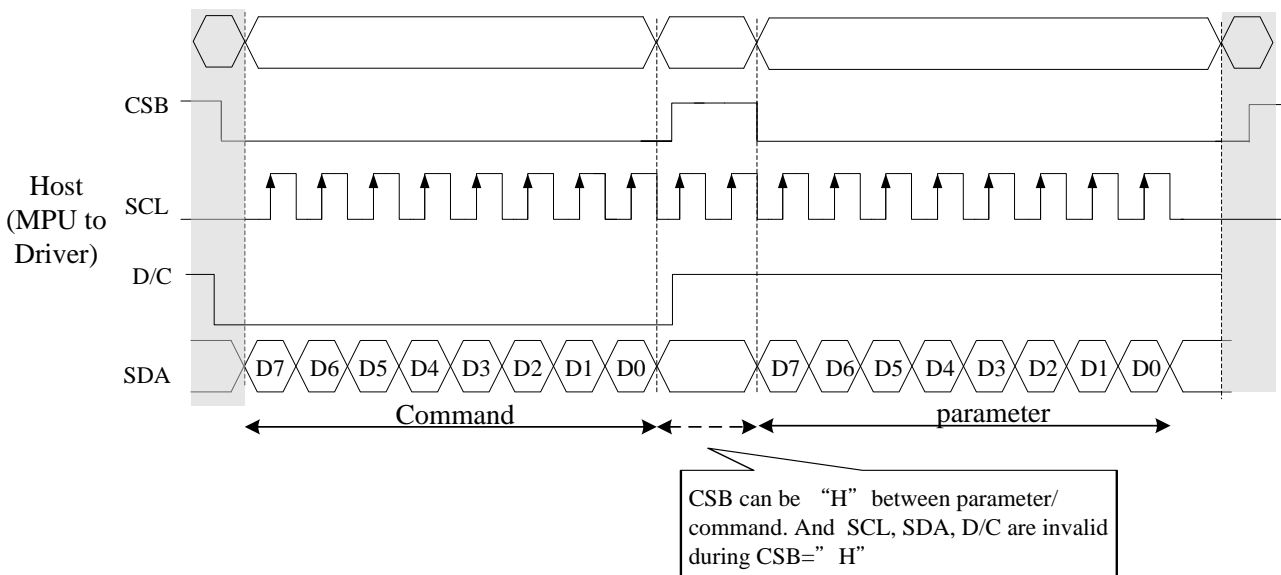 CSB
Host
(MPU to
Driver)
SCL
D/C
SDA
D7 D6 D5 D4 D3 D2 D1 D0 D7 D6 D5 D4 D3 D2 D1 D0
Command parameter
CSB can be “H” between parameter/
command. And SCL, SDA, D/C are invalid
during CSB=”H”